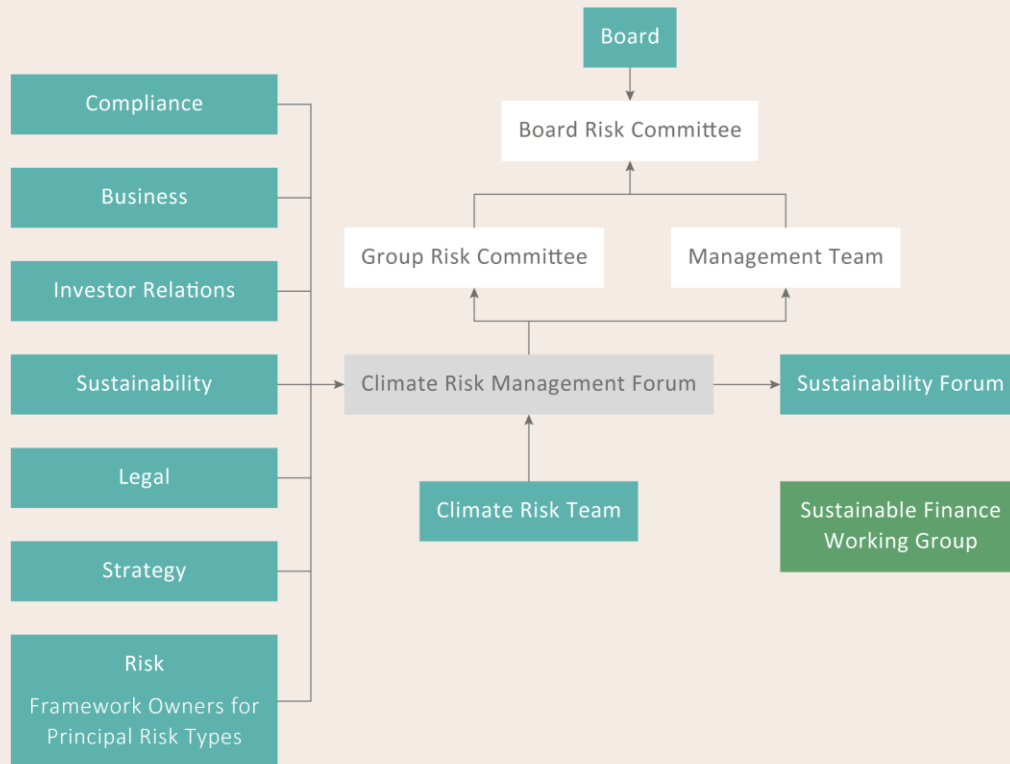 Board
Compliance
Board Risk Committee
Business
Group Risk Committee
Management Team
Investor Relations
Sustainability
Climate Risk Management Forum
Sustainability Forum
Legal
Climate Risk Team
Sustainable Finance
Working Group
Strategy
Risk
Framework Owners for
Principal Risk Types